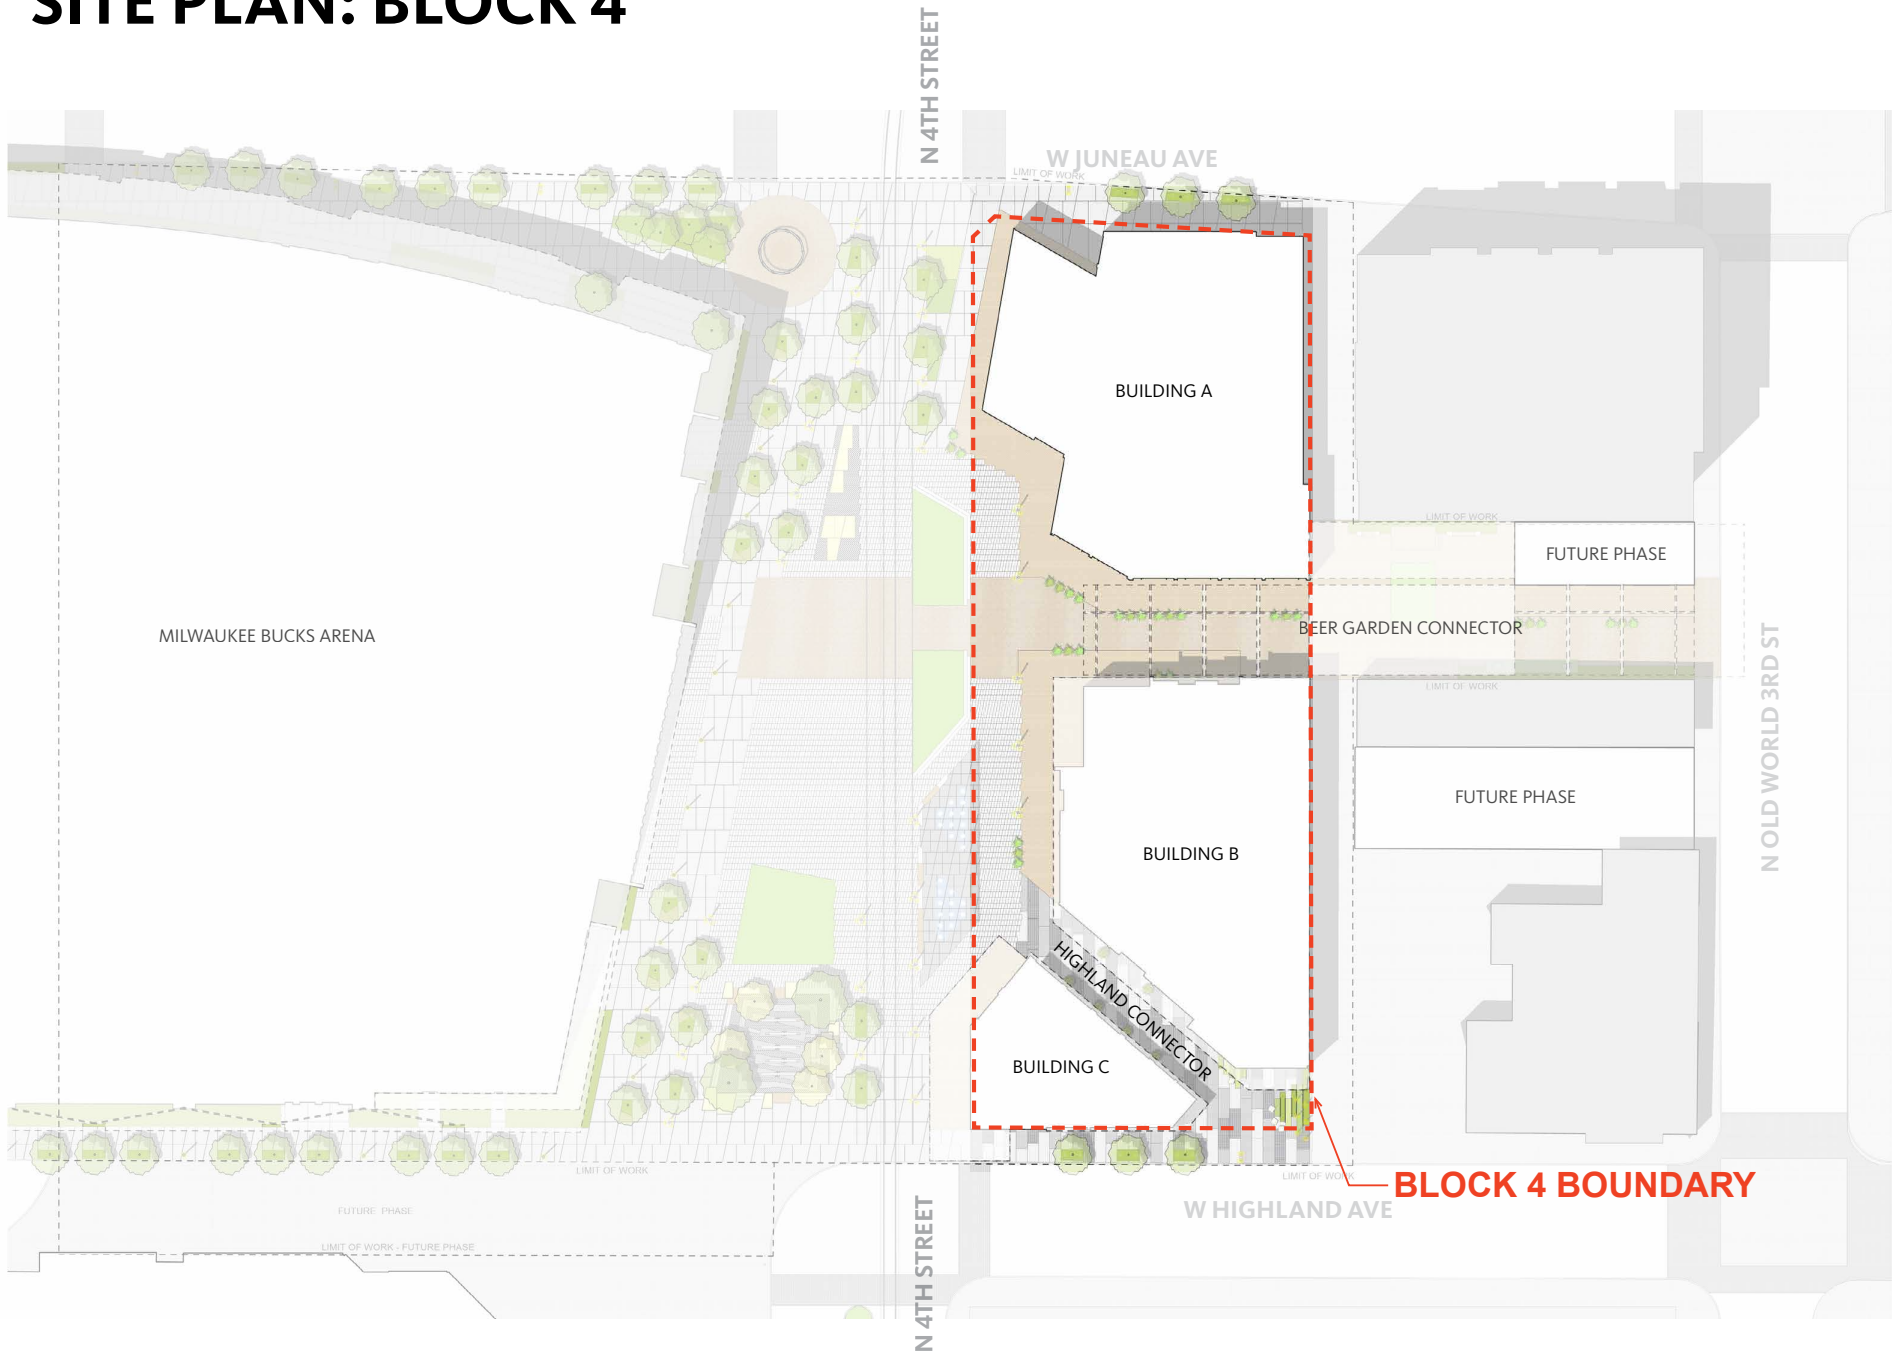 SITE PLAN: BLOCK 4
N 4TH STREET
W JUNEAU AVE
LIMIT OF WORK
BUILDING A
LIMIT OF WORK
FUTURE PHASE
MILWAUKEE BUCKS ARENA
BEER GARDEN CONNECTOR
LIMIT OF WORK
N OLD WORLD 3RD ST
FUTURE PHASE
BUILDING B
HIGHLAND CONNECTOR
BUILDING C
LIMIT OF WORK
LIMIT OF WORK
BLOCK 4 BOUNDARY
W HIGHLAND AVE
FUTURE PHASE
LIMIT OF WORK - FUTURE PHASE
N 4TH STREET